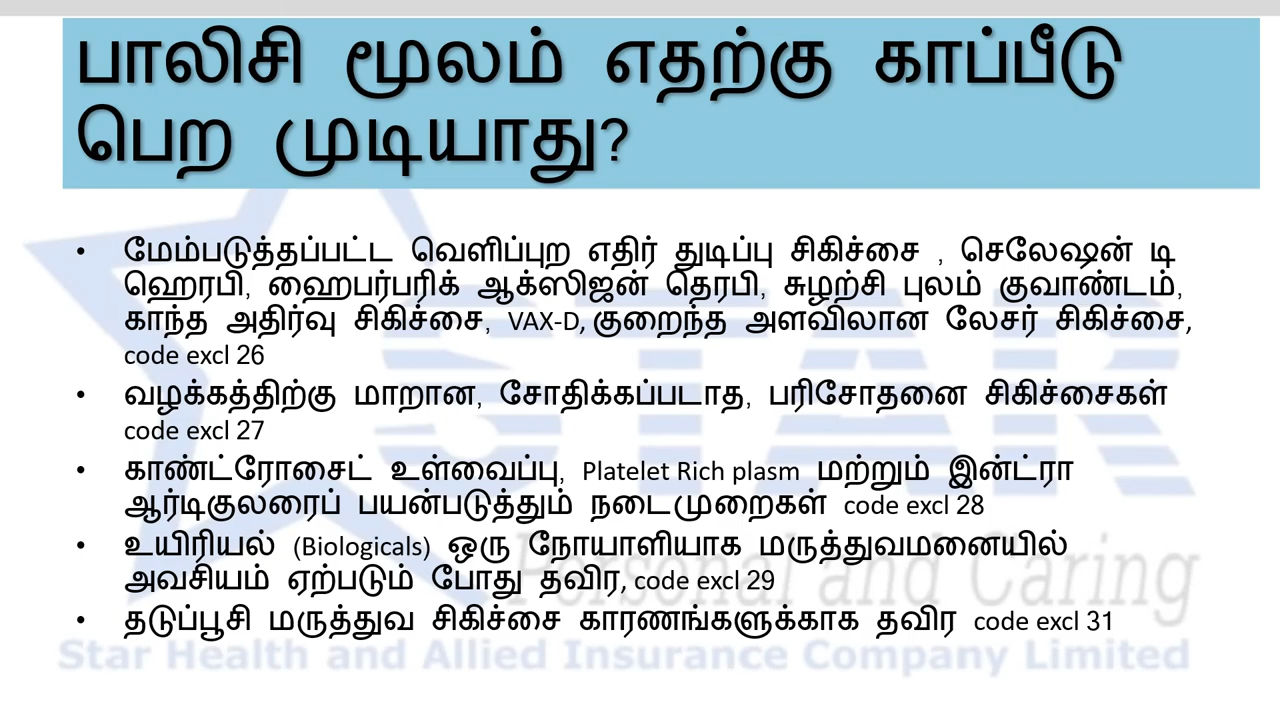 பாலிசி மூலம் எதற்கு காப்பீடு
பெற முடியாது?
• மேம்படுத்தப்பட்ட வெளிப்புற எதிர் துடிப்பு சிகிச்சை , செலேஷன் டி
ஹெரபி, ஹைபர்பரிக் ஆக்ஸிஜன் தெரபி, சுழற்சி புலம் குவாண்டம்,
காந்த அதிர்வு சிகிச்சை, VAX-D, குறைந்த அளவிலான லேசர் சிகிச்சை,
code excl 26
• வழக்கத்திற்கு மாறான, சோதிக்கப்படாத, பரிசோதனை சிகிச்சைகள்
code excl 27
• காண்ட்ரோசைட் உள்வைப்பு, Platelet Rich plasm மற்றும் இன்ட்ரா
ஆர்டிகுலரைப் பயன்படுத்தும் நடைமுறைகள் code excl 28
• உயிரியல் (Biologicals) ஒரு நோயாளியாக மருத்துவமனையில்
அவசியம் ஏற்படும் போது தவிர, code excl 29
• தடுப்பூசி மருத்துவ சிகிச்சை காரணங்களுக்காக தவிர code excl 31
STAR
Personal and Caring
Star Health and Allied Insurance Company Limited